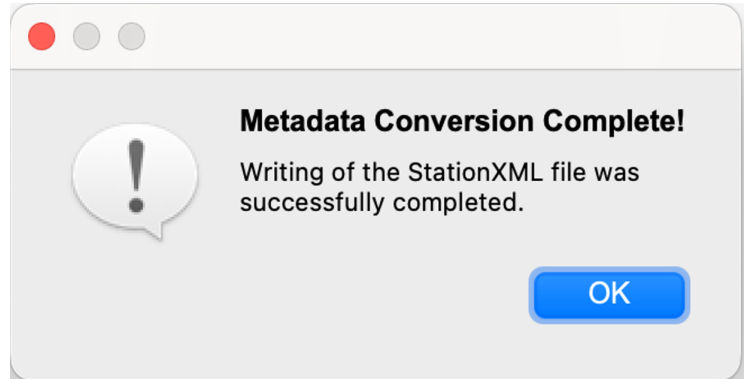 Metadata Conversion Complete!
Writing of the StationXML file was
successfully completed.
OK